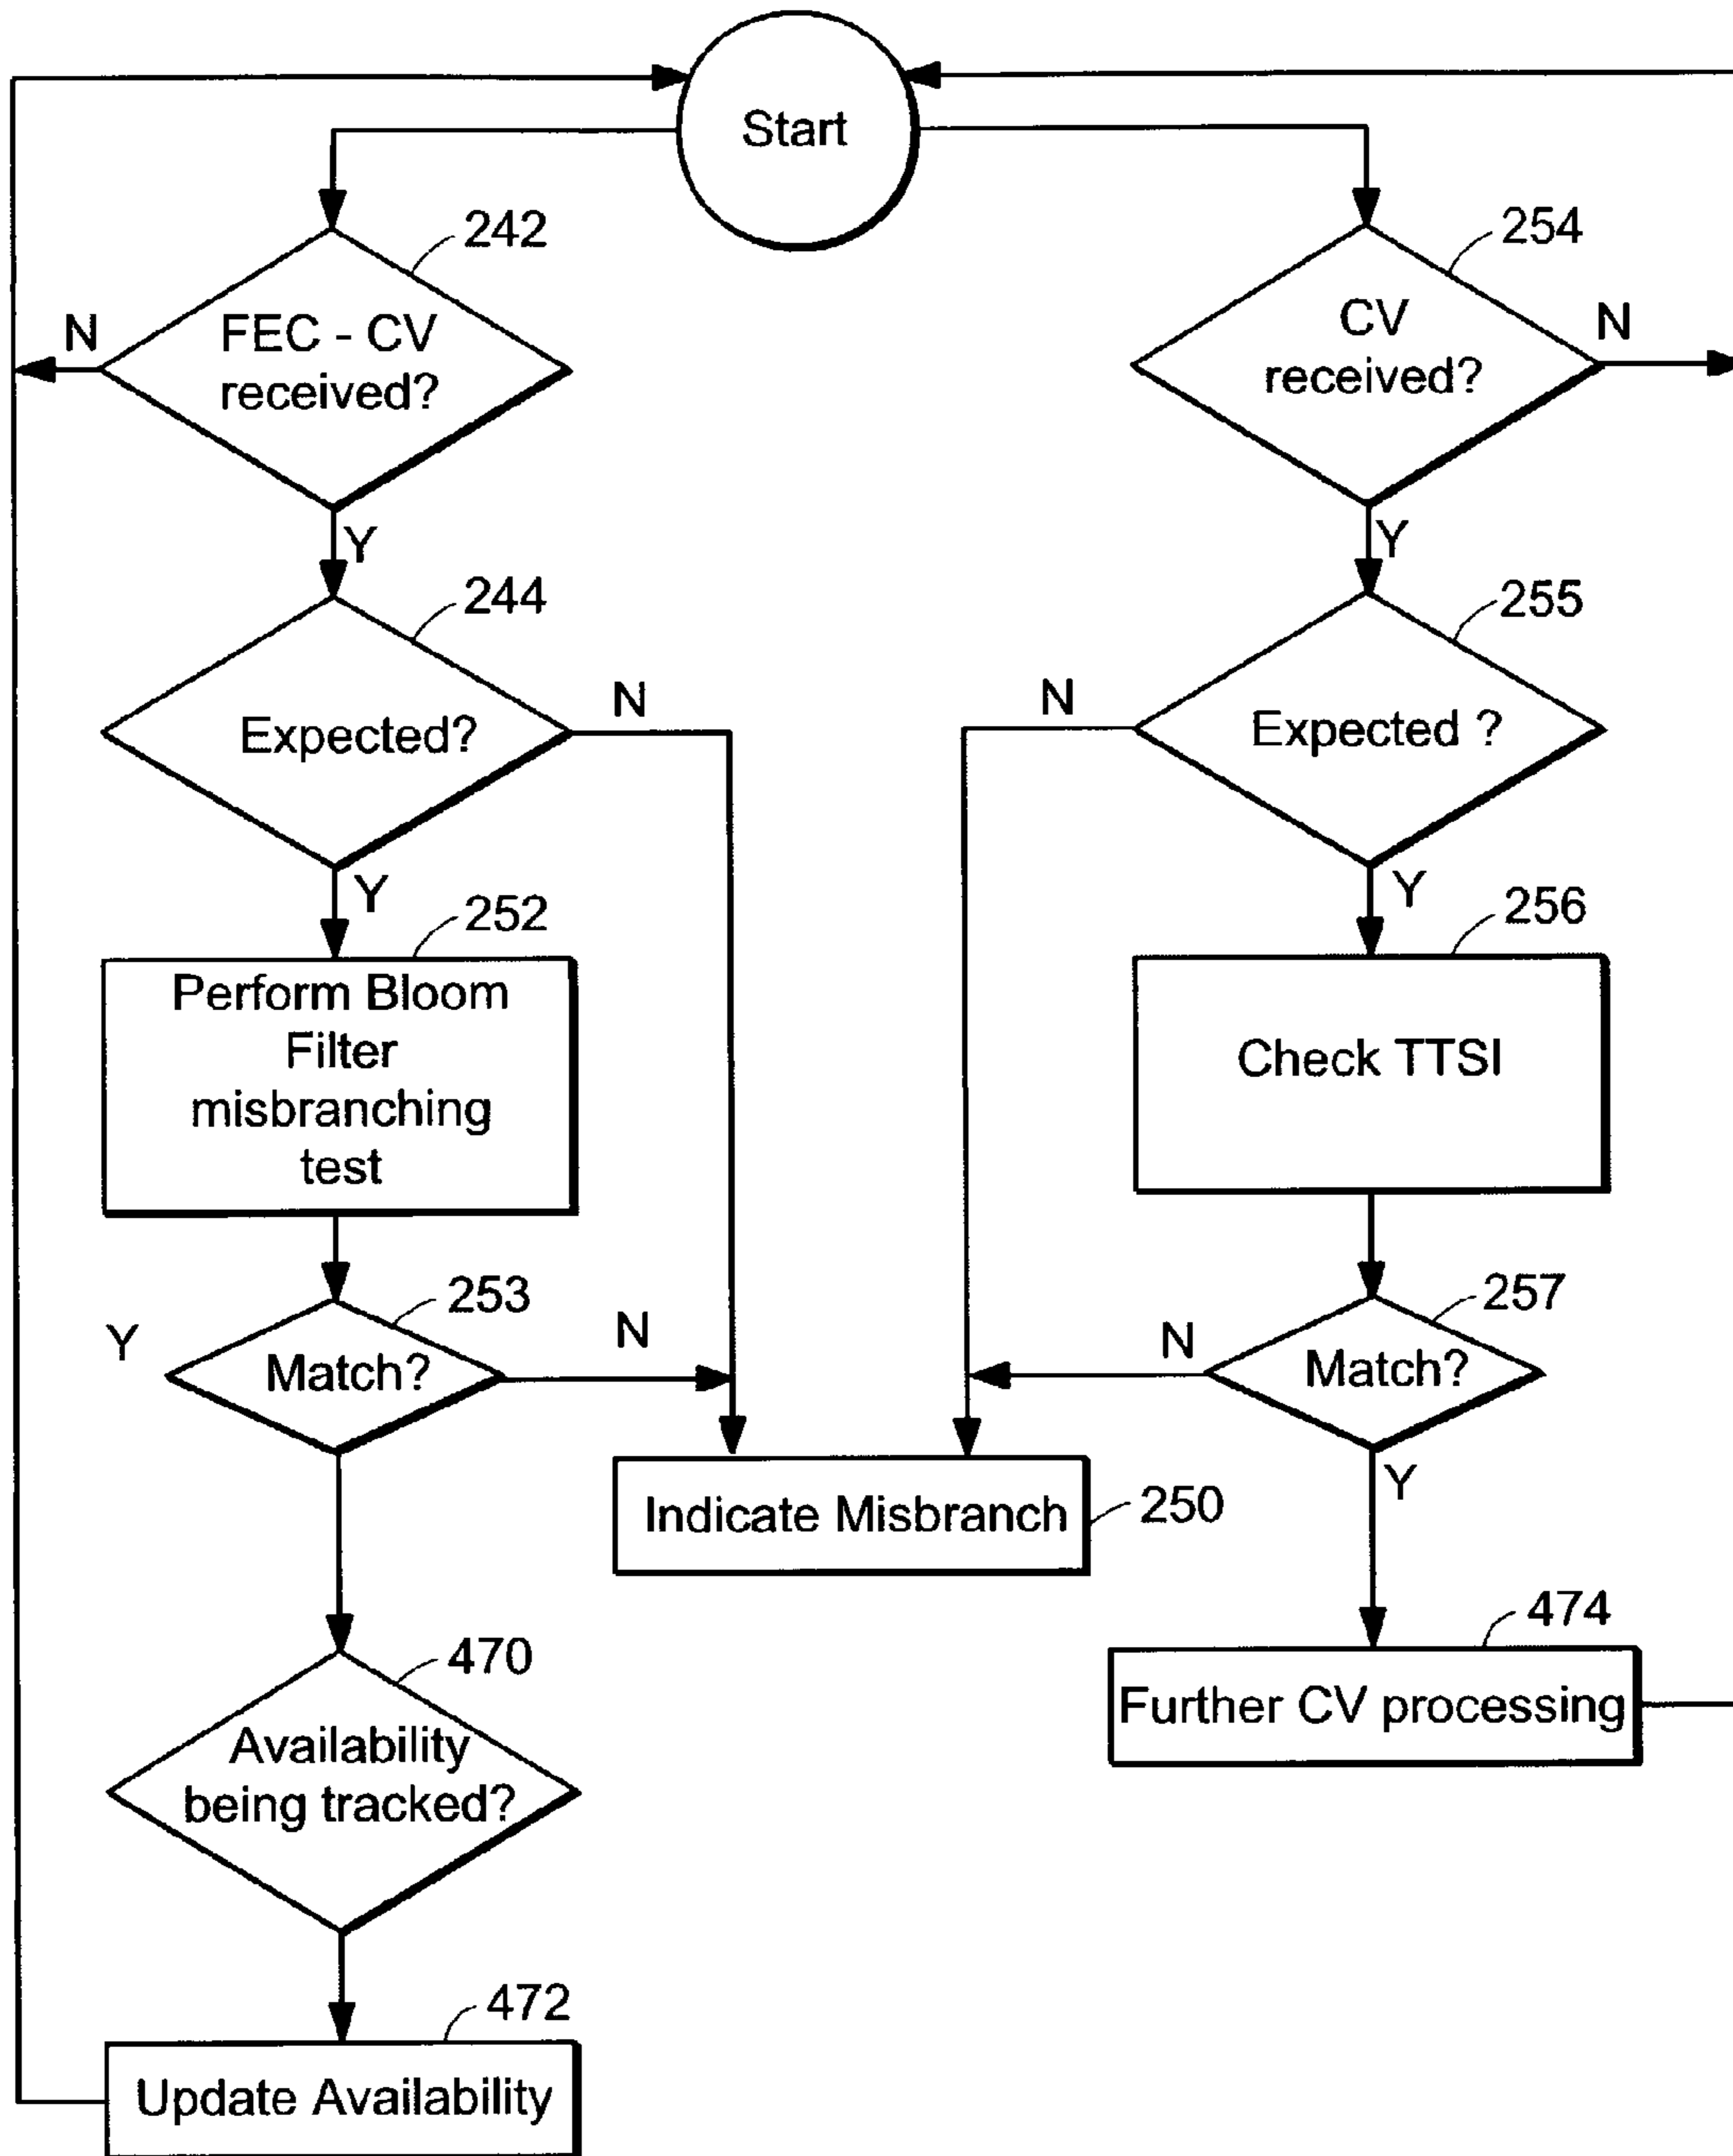 Start
242
254
FEC - CV
received?
N
CV
received?
N
Y
Y
244
255
Expected?
N
N
Expected ?
Y
Y
252
256
Perform Bloom
Filter
misbranching
test
Check TTSI
253
257
Y
Match?
N
N
Match?
Y
Indicate Misbranch
250
470
474
Availability
being tracked?
Further CV processing
472
Update Availability